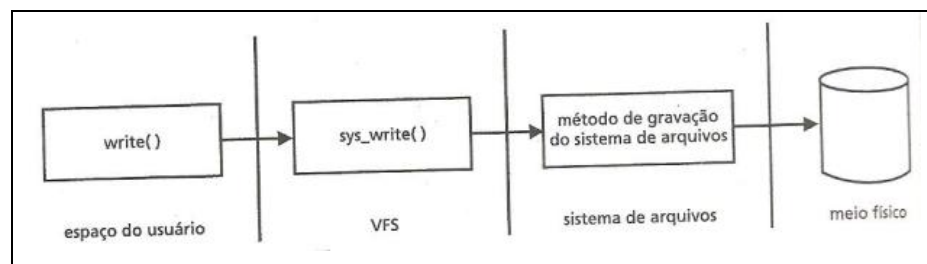 write( )
sys_write( )
método de gravação
do sistema de arquivos
espaço do usuário
VFS
sistema de arquivos
meio físico